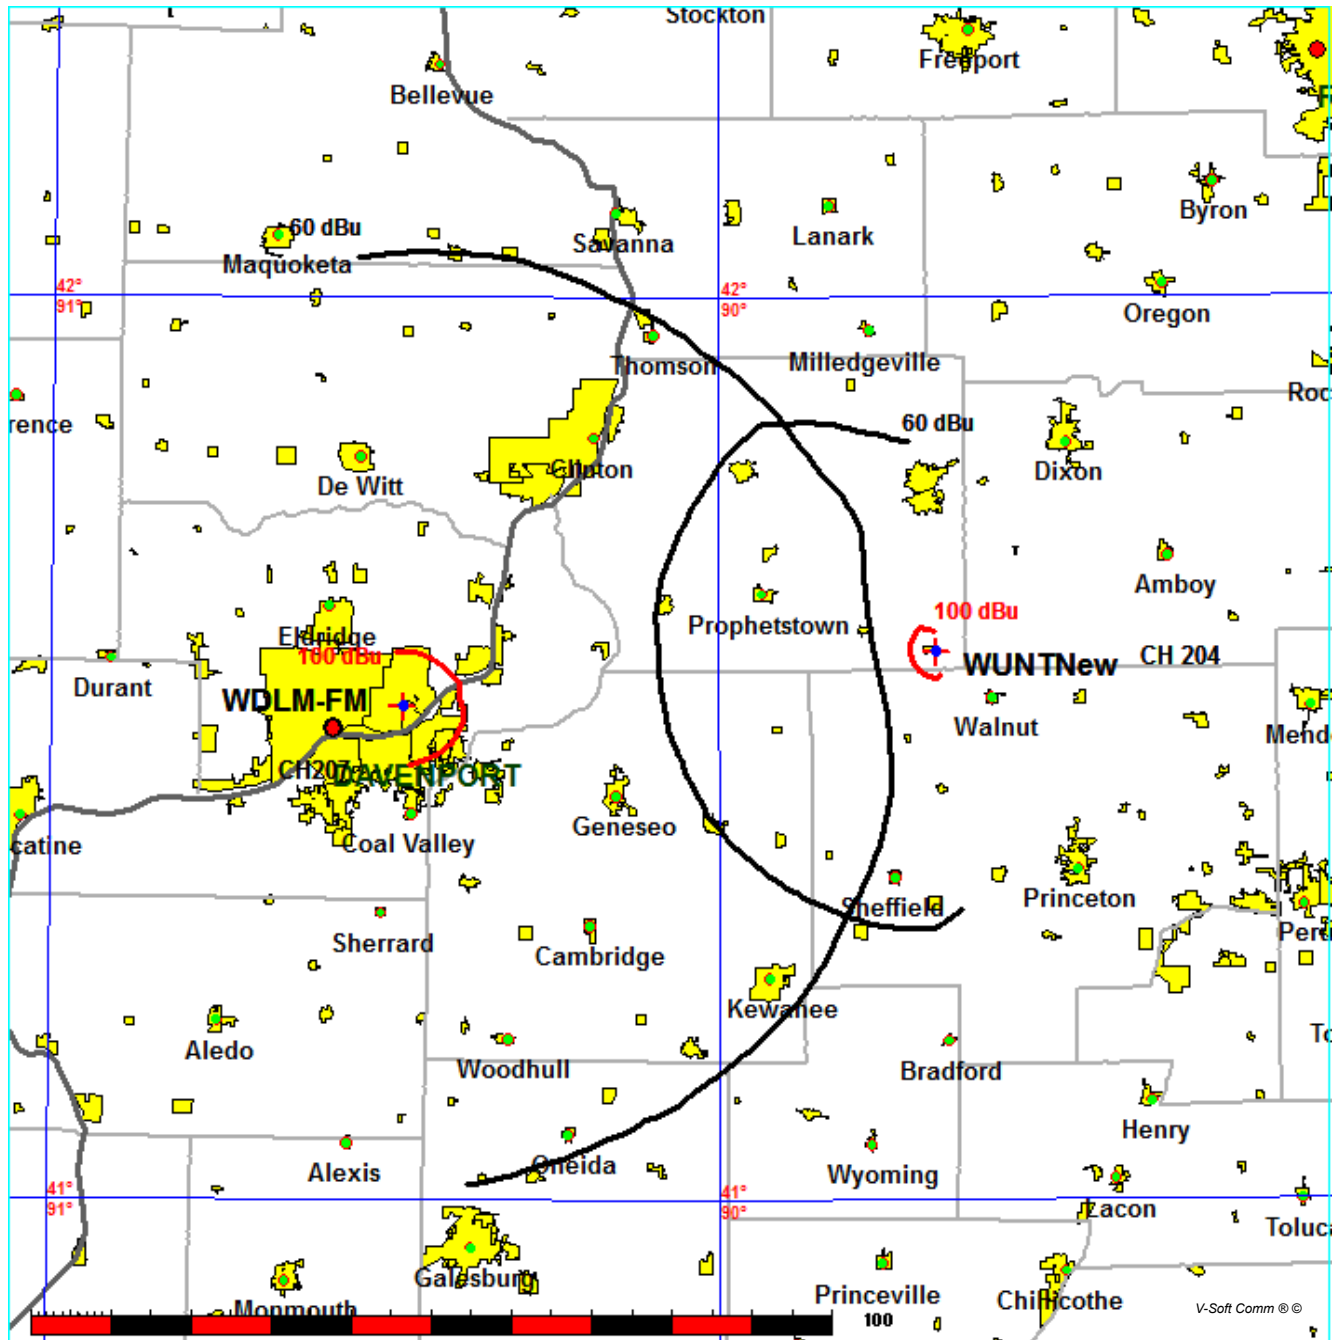 Stockton
Freeport
Bellevue
Byron
60 dBu
Savanna
Lanark
Maquoketa
42°
91°
42°
90°
Oregon
Thomson
Milledgeville
Roc
rence
60 dBu
Clinton
Dixon
De Witt
Amboy
100 dBu
Prophetstown
Eldridge
100 dBu
WUNTNew
CH 204
Durant
WDLM-FM
Walnut
Mend
CH207
DAVENPORT
Geneseo
catine
Coal Valley
Princeton
Sheffield
Sherrard
Cambridge
Kewanee
Aledo
Woodhull
Bradford
Henry
Alexis
Oneida
Wyoming
41°
91°
41°
90°
Lacon
Toluca
Galesburg
Princeville
Chillicothe
Monmouth
100
V-Soft Comm ® ©